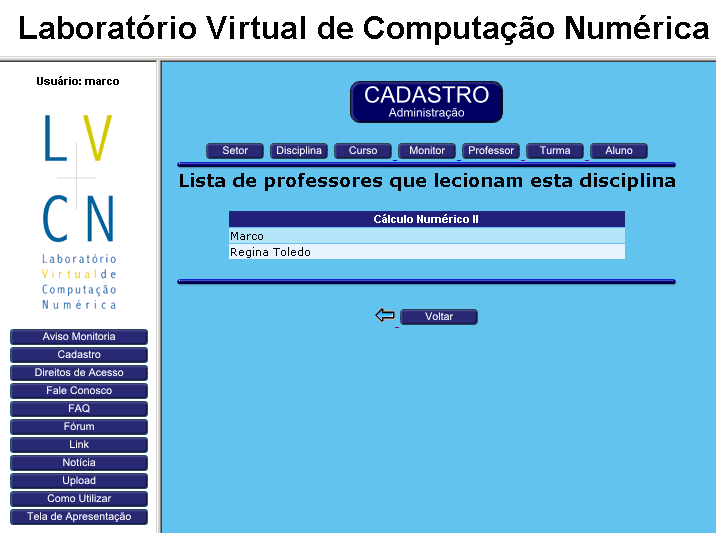 Laboratório Virtual de Computação Numérica
Usuário: marco
L V
C N
Laboratório
Virtual de
Computação
Numérica
Aviso Monitoria
Cadastro
Direitos de Acesso
Fale Conosco
FAQ
Fórum
Link
Notícia
Upload
Como Utilizar
Tela de Apresentação
CADASTRO
Administração
Setor Disciplina Curso Monitor Professor Turma Aluno
Lista de professores que lecionam esta disciplina
Cálculo Numérico II
Marco
Regina Toledo
Voltar